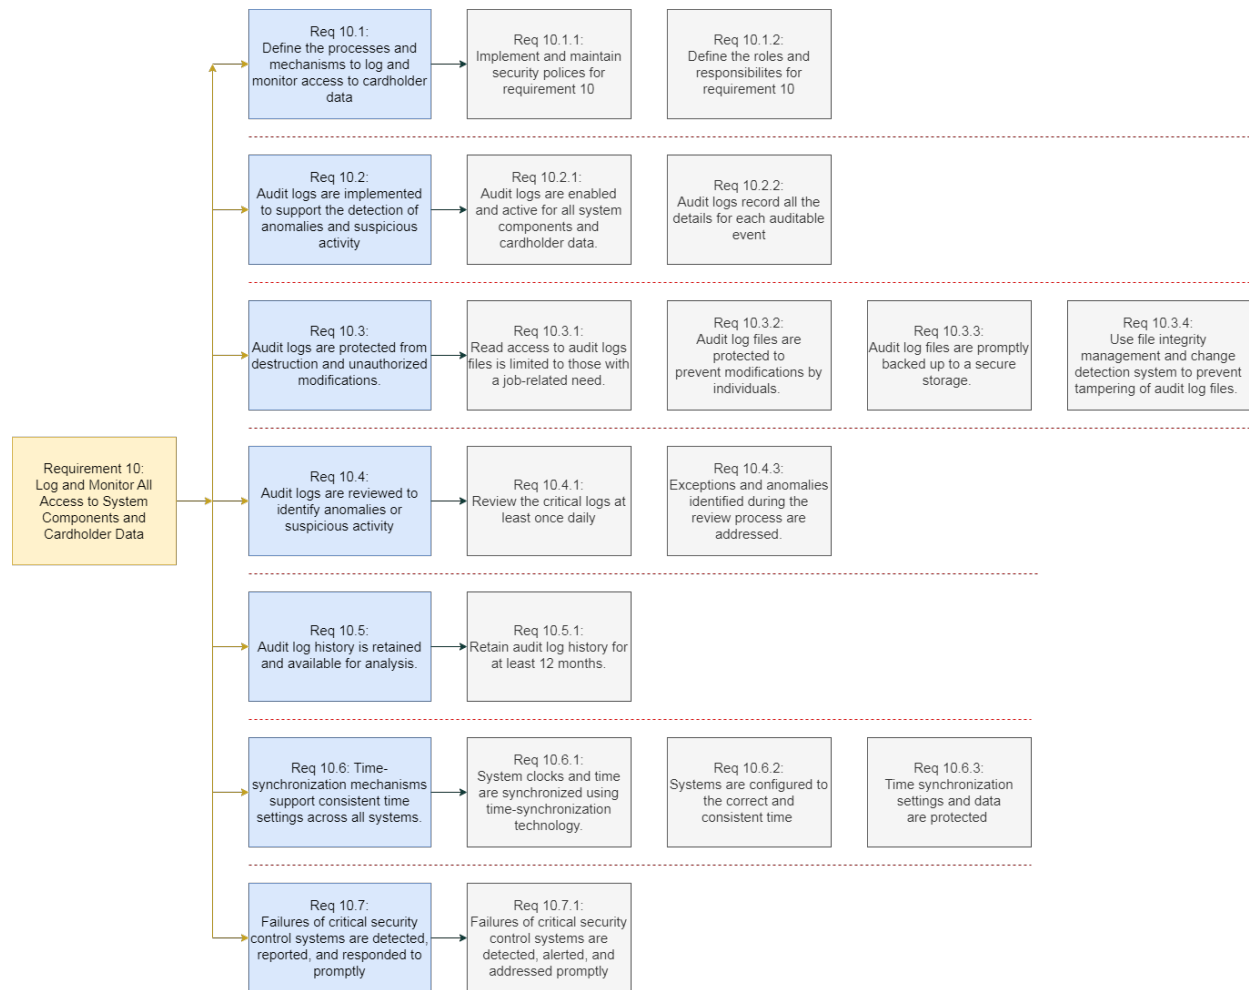 Req 10.1:
Define the processes and
mechanisms to log and
monitor access to cardholder
data
Req 10.1.1:
Implement and maintain
security polices for
requirement 10
Req 10.1.2:
Define the roles and
responsibilites for
requirement 10
Req 10.2:
Audit logs are implemented
to support the detection of
anomalies and suspicious
activity
Req 10.2.1:
Audit logs are enabled
and active for all system
components and
cardholder data.
Req 10.2.2:
Audit logs record all the
details for each auditable
event
Req 10.3:
Audit logs are protected from
destruction and unauthorized
modifications.
Req 10.3.1:
Read access to audit logs
files is limited to those with
a job-related need.
Req 10.3.2:
Audit log files are
protected to
prevent modifications by
individuals.
Req 10.3.3:
Audit log files are promptly
backed up to a secure
storage.
Req 10.3.4:
Use file integrity
management and change
detection system to prevent
tampering of audit log files.
Requirement 10:
Log and Monitor All
Access to System
Components and
Cardholder Data
Req 10.4:
Audit logs are reviewed to
identify anomalies or
suspicious activity
Req 10.4.1:
Review the critical logs at
least once daily
Req 10.4.3:
Exceptions and anomalies
identified during the
review process are
addressed.
Req 10.5:
Audit log history is retained
and available for analysis.
Req 10.5.1:
Retain audit log history for
at least 12 months.
Req 10.6: Time-
synchronization mechanisms
support consistent time
settings across all systems.
Req 10.6.1:
System clocks and time
are synchronized using
time-synchronization
technology.
Req 10.6.2:
Systems are configured to
the correct and
consistent time
Req 10.6.3:
Time synchronization
settings and data
are protected
Req 10.7:
Failures of critical security
control systems are detected,
reported, and responded to
promptly
Req 10.7.1:
Failures of critical security
control systems are
detected, alerted, and
addressed promptly